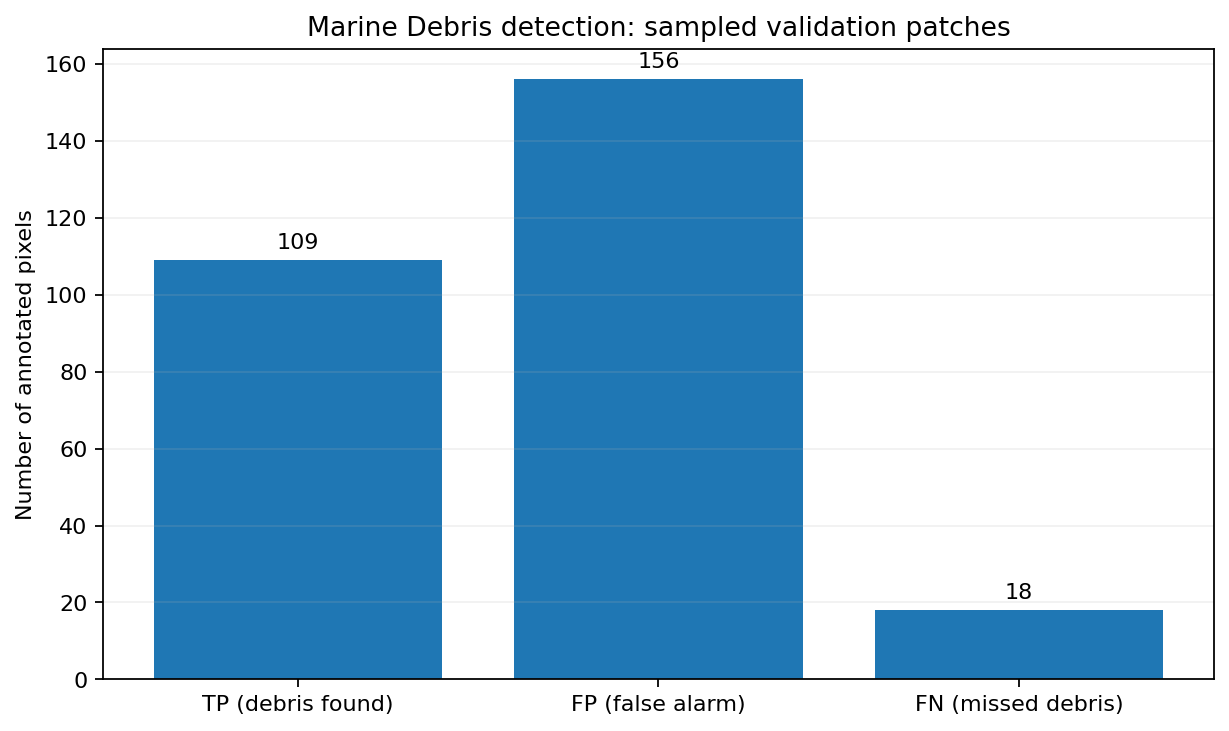 Marine Debris detection: sampled validation patches
Number of annotated pixels
160
140
120
100
80
60
40
20
0
109
156
18
TP (debris found)
FP (false alarm)
FN (missed debris)